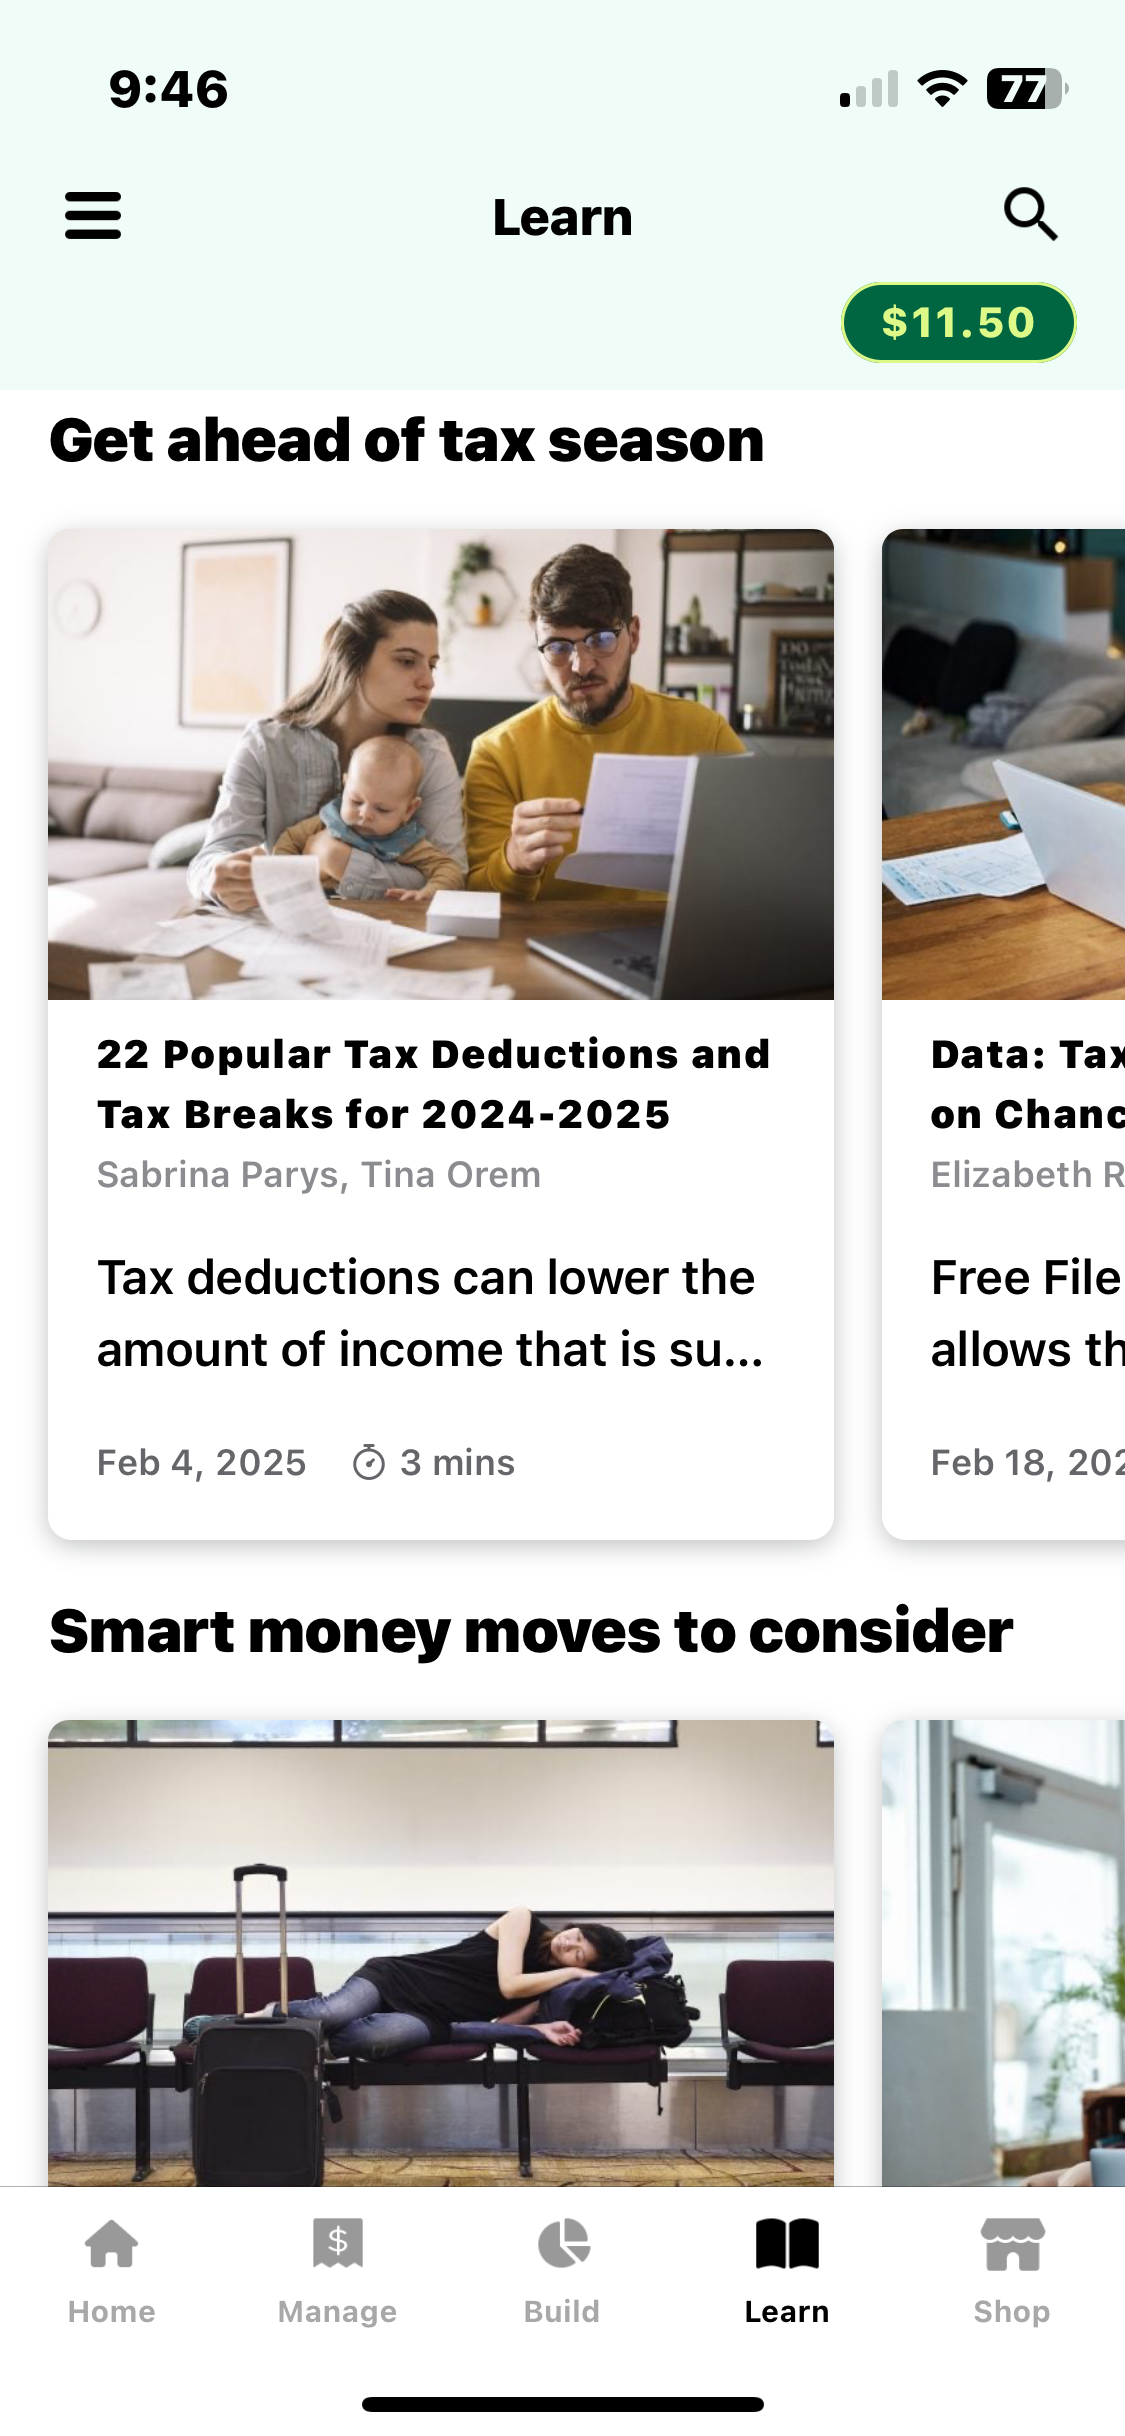 9:46
77
Learn
$11.50
Get ahead of tax season
22 Popular Tax Deductions and
Tax Breaks for 2024-2025
Sabrina Parys, Tina Orem
Tax deductions can lower the
amount of income that is su...
Feb 4, 2025 3 mins
Data: Tax
on Chanc
Elizabeth R
Free File
allows th
Feb 18, 202
Smart money moves to consider
$
Home
Manage
Build
Learn
Shop